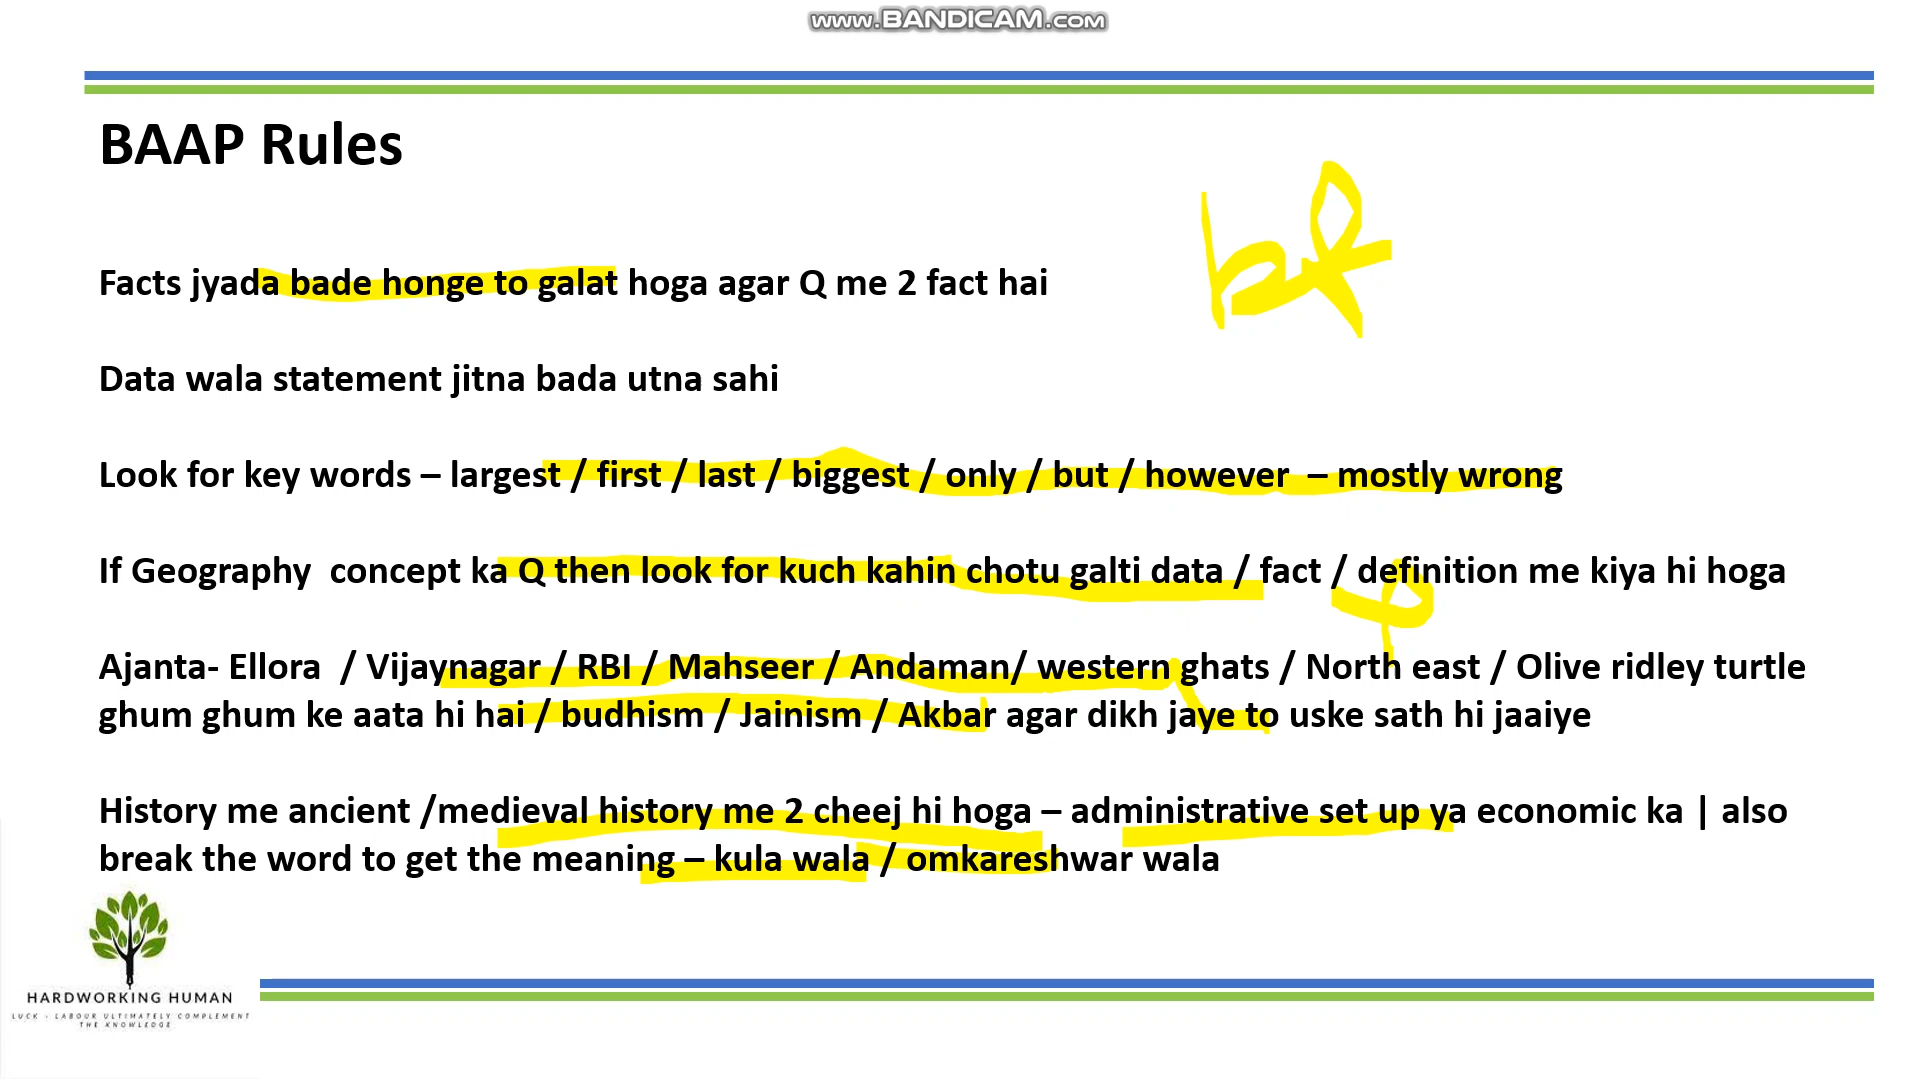 www.BANDICAM.com
BAAP Rules
Facts jyada bade honge to galat hoga agar Q me 2 fact hai
Data wala statement jitna bada utna sahi
Look for key words – largest / first / last / biggest / only / but / however – mostly wrong
If Geography concept ka Q then look for kuch kahin chotu galti data / fact / definition me kiya hi hoga
Ajanta- Ellora / Vijaynagar / RBI / Mahseer / Andaman/ western ghats / North east / Olive ridley turtle
ghum ghum ke aata hi hai / budhism / Jainism / Akbar agar dikh jaye to uske sath hi jaaiye
History me ancient /medieval history me 2 cheej hi hoga – administrative set up ya economic ka | also
break the word to get the meaning – kula wala / omkareshwar wala
HARDWORKING HUMAN
LUCK - LABOUR ULTIMATELY COMPLEMENT
THE KNOWLEDGE